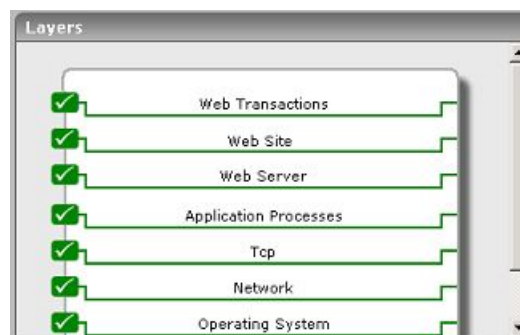 Layers
Web Transactions
Web Site
Web Server
Application Processes
Tcp
Network
Operating System